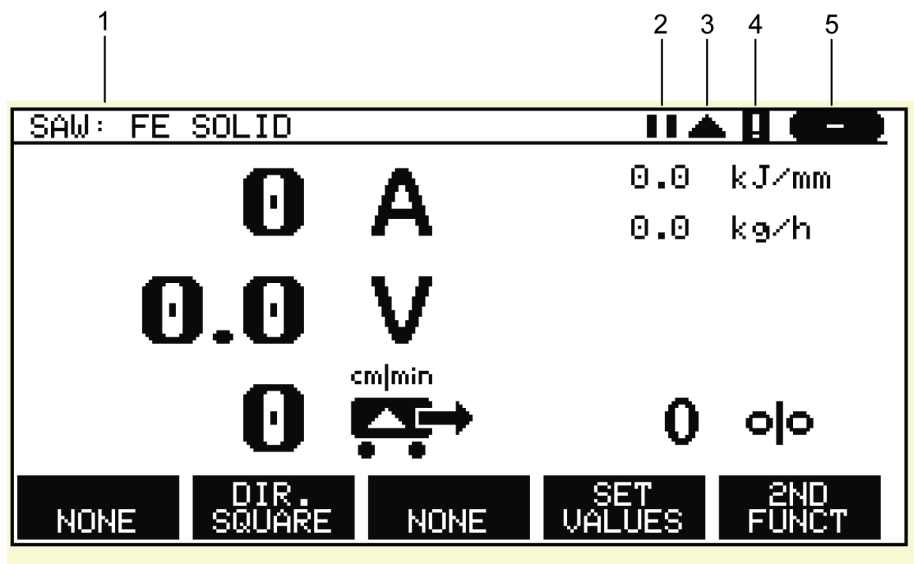 1 2 3 4 5
SAW: FE SOLID ! -
0 A 0.0 kJ/mm
0.0 kg/h
0.0 V
cm|min
0 0 o|o
NONE DIR. SQUARE NONE SET VALUES 2ND FUNCT